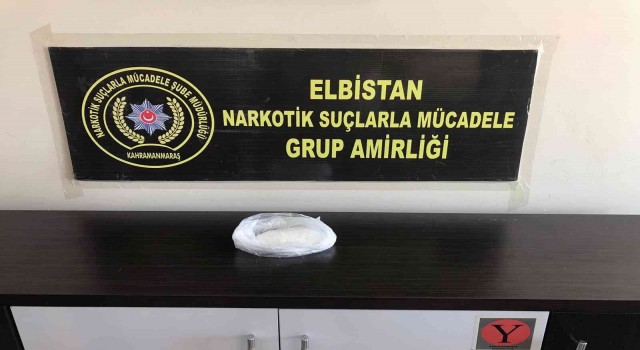 NARKOTİK SUÇLARLA MÜCADELE ŞUBE MÜDÜRLÜĞÜ
KAHRAMANMARAŞ
ELBİSTAN
NARKOTİK SUÇLARLA MÜCADELE
GRUP AMİRLİĞİ
Y